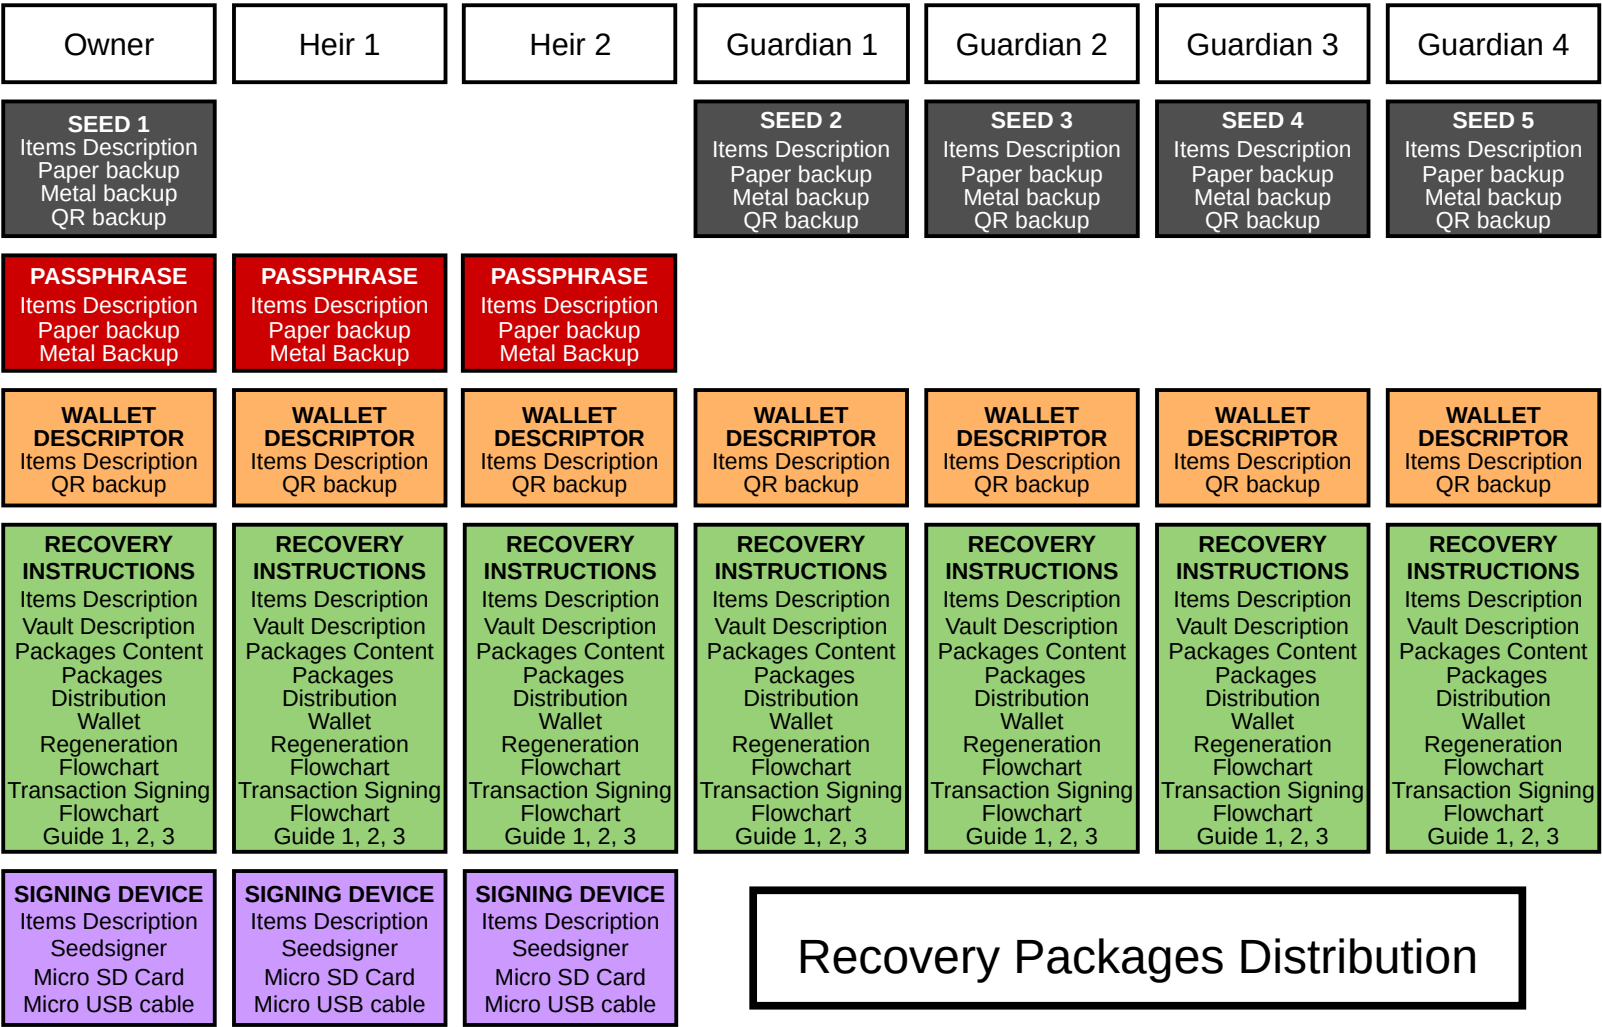 Owner
Heir 1
Heir 2
Guardian 1
Guardian 2
Guardian 3
Guardian 4
SEED 1
Items Description
Paper backup
Metal backup
QR backup
SEED 2
Items Description
Paper backup
Metal backup
QR backup
SEED 3
Items Description
Paper backup
Metal backup
QR backup
SEED 4
Items Description
Paper backup
Metal backup
QR backup
SEED 5
Items Description
Paper backup
Metal backup
QR backup
PASSPHRASE
Items Description
Paper backup
Metal Backup
PASSPHRASE
Items Description
Paper backup
Metal Backup
PASSPHRASE
Items Description
Paper backup
Metal Backup
WALLET
DESCRIPTOR
Items Description
QR backup
WALLET
DESCRIPTOR
Items Description
QR backup
WALLET
DESCRIPTOR
Items Description
QR backup
WALLET
DESCRIPTOR
Items Description
QR backup
WALLET
DESCRIPTOR
Items Description
QR backup
WALLET
DESCRIPTOR
Items Description
QR backup
WALLET
DESCRIPTOR
Items Description
QR backup
RECOVERY
INSTRUCTIONS
Items Description
Vault Description
Packages Content
Packages
Distribution
Wallet
Regeneration
Flowchart
Transaction Signing
Flowchart
Guide 1, 2, 3
RECOVERY
INSTRUCTIONS
Items Description
Vault Description
Packages Content
Packages
Distribution
Wallet
Regeneration
Flowchart
Transaction Signing
Flowchart
Guide 1, 2, 3
RECOVERY
INSTRUCTIONS
Items Description
Vault Description
Packages Content
Packages
Distribution
Wallet
Regeneration
Flowchart
Transaction Signing
Flowchart
Guide 1, 2, 3
RECOVERY
INSTRUCTIONS
Items Description
Vault Description
Packages Content
Packages
Distribution
Wallet
Regeneration
Flowchart
Transaction Signing
Flowchart
Guide 1, 2, 3
RECOVERY
INSTRUCTIONS
Items Description
Vault Description
Packages Content
Packages
Distribution
Wallet
Regeneration
Flowchart
Transaction Signing
Flowchart
Guide 1, 2, 3
RECOVERY
INSTRUCTIONS
Items Description
Vault Description
Packages Content
Packages
Distribution
Wallet
Regeneration
Flowchart
Transaction Signing
Flowchart
Guide 1, 2, 3
RECOVERY
INSTRUCTIONS
Items Description
Vault Description
Packages Content
Packages
Distribution
Wallet
Regeneration
Flowchart
Transaction Signing
Flowchart
Guide 1, 2, 3
SIGNING DEVICE
Items Description
Seedsigner
Micro SD Card
Micro USB cable
SIGNING DEVICE
Items Description
Seedsigner
Micro SD Card
Micro USB cable
SIGNING DEVICE
Items Description
Seedsigner
Micro SD Card
Micro USB cable
Recovery Packages Distribution